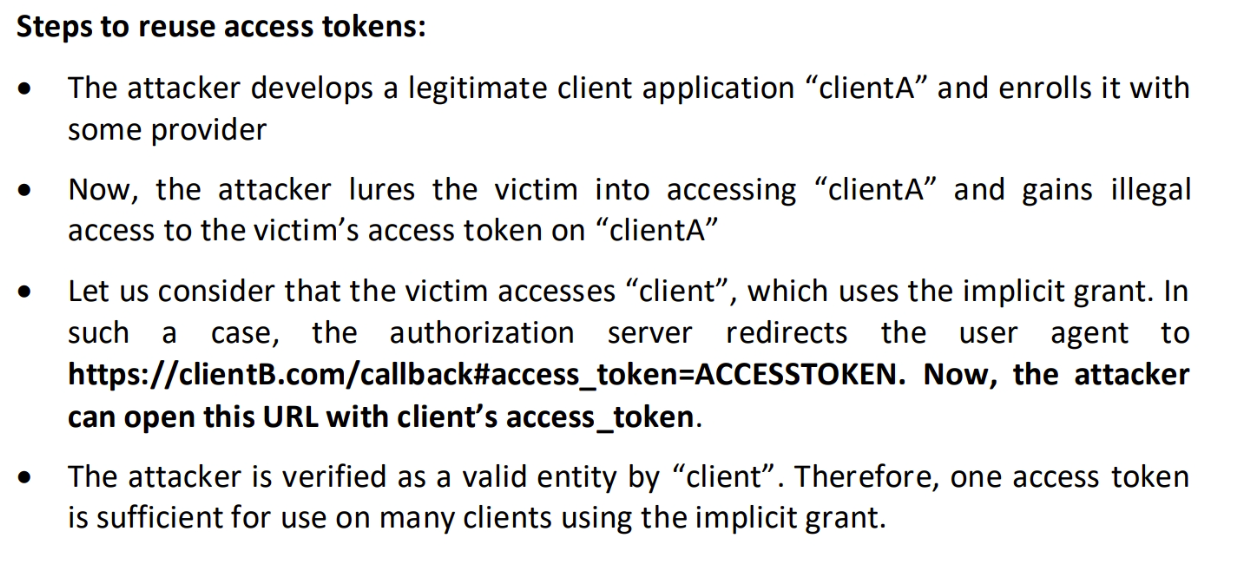 Steps to reuse access tokens:
• The attacker develops a legitimate client application “clientA” and enrolls it with
some provider
• Now, the attacker lures the victim into accessing “clientA” and gains illegal
access to the victim’s access token on “clientA”
• Let us consider that the victim accesses “client”, which uses the implicit grant. In
such a case, the authorization server redirects the user agent to
https://clientB.com/callback#access_token=ACCESSTOKEN. Now, the attacker
can open this URL with client’s access_token.
• The attacker is verified as a valid entity by “client”. Therefore, one access token
is sufficient for use on many clients using the implicit grant.